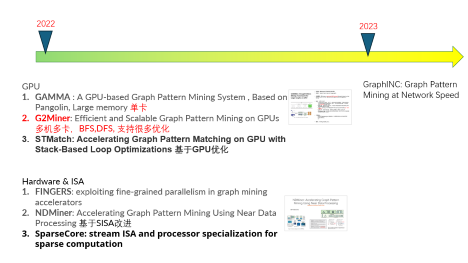 2022
2023
GPU
1. GAMMA : A GPU-based Graph Pattern Mining System , Based on
Pangolin, Large memory 单卡
2. G2Miner: Efficient and Scalable Graph Pattern Mining on GPUs
多机多卡，BFS,DFS, 支持很多优化
3. STMatch: Accelerating Graph Pattern Matching on GPU with
Stack-Based Loop Optimizations 基于GPU优化
GraphINC: Graph Pattern
Mining at Network Speed
Hardware & ISA
1. FINGERS: exploiting fine-grained parallelism in graph mining
accelerators
2. NDMiner: Accelerating Graph Pattern Mining Using Near Data
Processing 基于SISA改进
3. SparseCore: stream ISA and processor specialization for
sparse computation